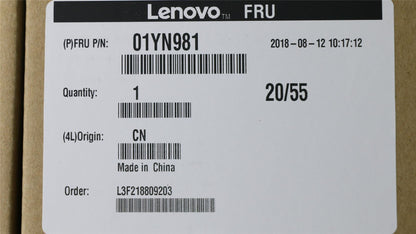 Lenovo™ FRU
(P)FRU P/N: 01YN981 2018-08-12 10:17:12
Quantity: 1 20/55
(4L)Origin: CN
Made in China
Order: L3F218809203